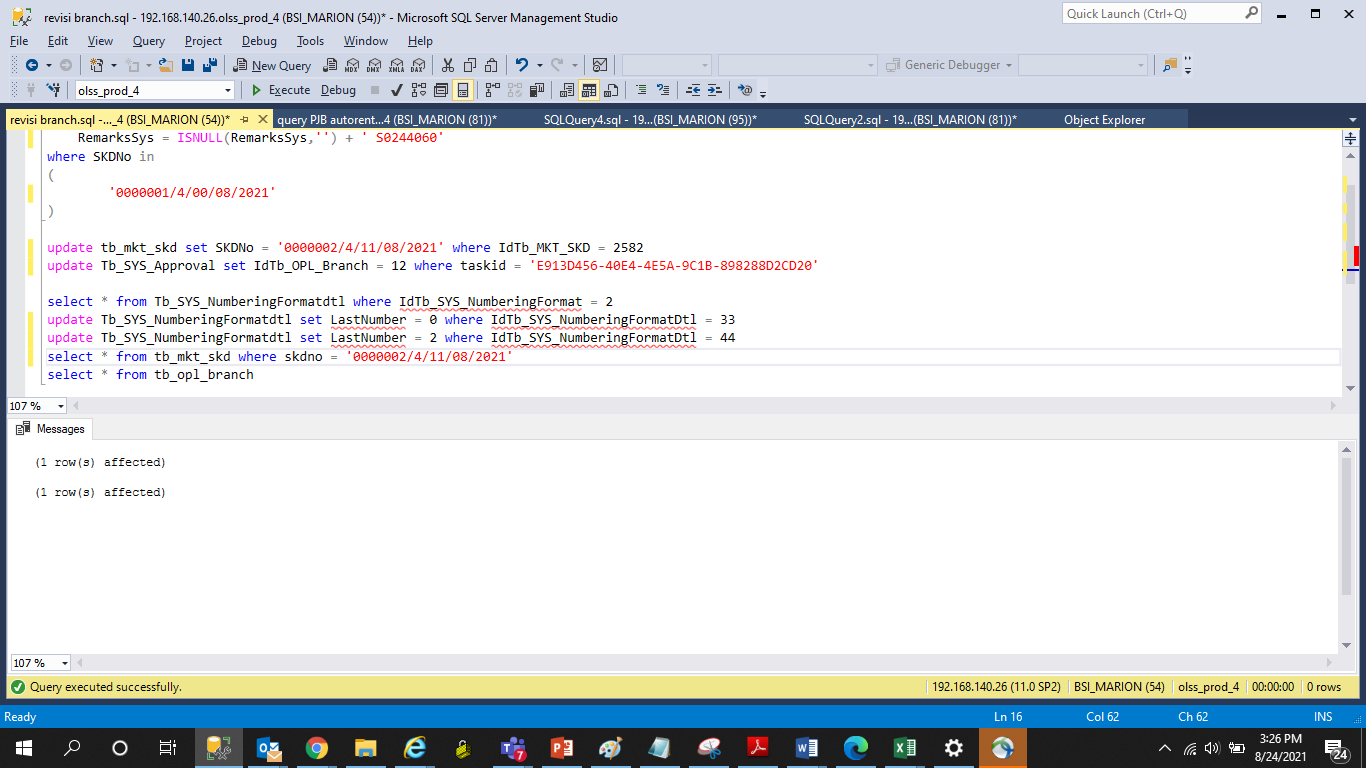 revisi branch.sql - 192.168.140.26.olss_prod_4 (BSI_MARION (54))* - Microsoft SQL Server Management Studio
Quick Launch (Ctrl+Q)
File Edit View Query Project Debug Tools Window Help
New Query MDX DMX XMLA DAX Generic Debugger
olss_prod_4 Execute Debug
revisi branch.sql -..._4 (BSI_MARION (54))* query PJB autorent...4 (BSI_MARION (81))* SQLQuery4.sql - 19...(BSI_MARION (95))* SQLQuery2.sql - 19...(BSI_MARION (81))* Object Explorer
RemarksSys = ISNULL(RemarksSys,'') + ' S0244060'
where SKDNo in
(
'0000001/4/00/08/2021'
)
update tb_mkt_skd set SKDNo = '0000002/4/11/08/2021' where IdTb_MKT_SKD = 2582
update Tb_SYS_Approval set IdTb_OPL_Branch = 12 where taskid = 'E913D456-40E4-4E5A-9C1B-898288D2CD20'
select * from Tb_SYS_NumberingFormatdtl where IdTb_SYS_NumberingFormat = 2
update Tb_SYS_NumberingFormatdtl set LastNumber = 0 where IdTb_SYS_NumberingFormatDtl = 33
update Tb_SYS_NumberingFormatdtl set LastNumber = 2 where IdTb_SYS_NumberingFormatDtl = 44
select * from tb_mkt_skd where skdno = '0000002/4/11/08/2021'
select * from tb_opl_branch
107 %
Messages
(1 row(s) affected)
(1 row(s) affected)
107 %
Query executed successfully. 192.168.140.26 (11.0 SP2) BSI_MARION (54) olss_prod_4 00:00:00 0 rows
Ready Ln 16 Col 62 Ch 62 INS
3:26 PM
8/24/2021
7
24